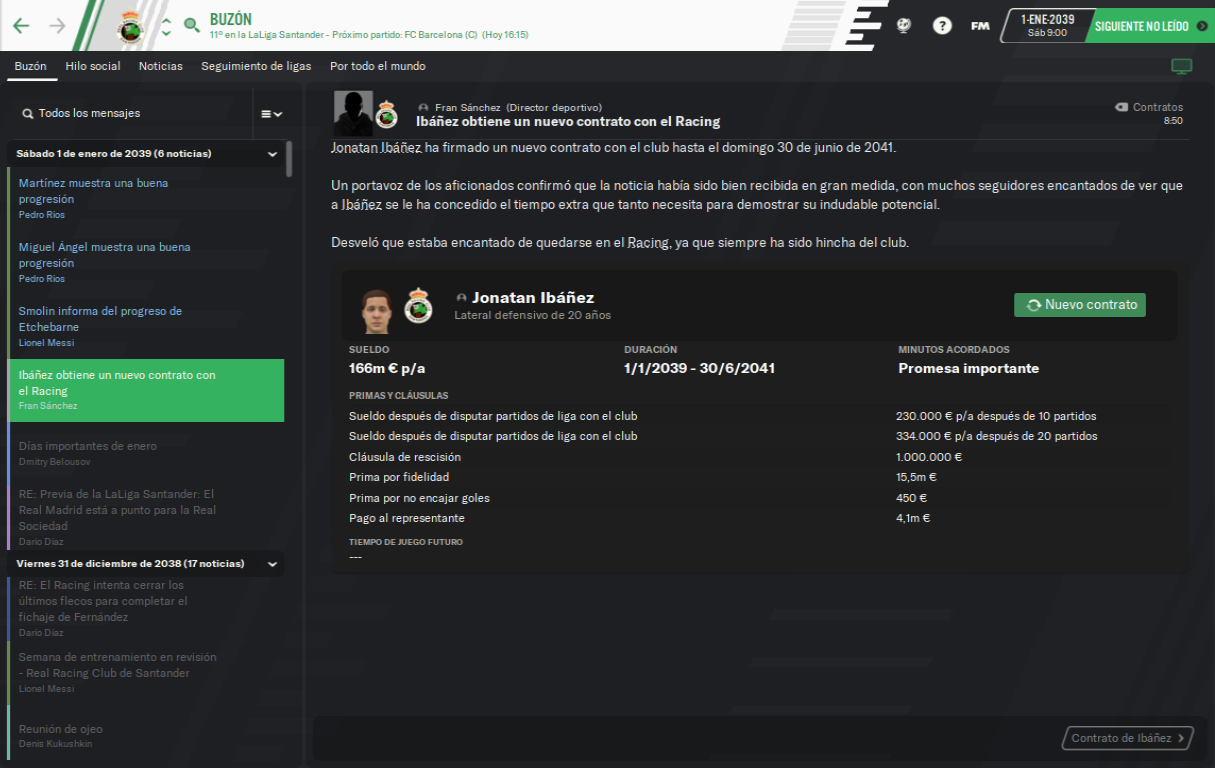 BUZÓN
11º en la LaLiga Santander - Próximo partido: FC Barcelona (C) (Hoy 16:15)
?
FM
1-ENE-2039
Sáb 9:00
SIGUIENTE NO LEÍDO
Buzón Hilo social Noticias Seguimiento de ligas Por todo el mundo
Todos los mensajes
Sábado 1 de enero de 2039 (6 noticias)
Martínez muestra una buena
progresión
Pedro Ríos
Miguel Ángel muestra una buena
progresión
Pedro Ríos
Smolin informa del progreso de
Etchebarne
Lionel Messi
Ibáñez obtiene un nuevo contrato con
el Racing
Fran Sánchez
Días importantes de enero
Dmitry Belousov
RE: Previa de la LaLiga Santander: El
Real Madrid está a punto para la Real
Sociedad
Darío Díaz
Viernes 31 de diciembre de 2038 (17 noticias)
RE: El Racing intenta cerrar los
últimos flecos para completar el
fichaje de Fernández
Darío Díaz
Semana de entrenamiento en revisión
- Real Racing Club de Santander
Lionel Messi
Reunión de ojeo
Denis Kukushkin
Fran Sánchez (Director deportivo)
Ibáñez obtiene un nuevo contrato con el Racing
Contratos
8:50
Jonatan Ibáñez ha firmado un nuevo contrato con el club hasta el domingo 30 de junio de 2041.
Un portavoz de los aficionados confirmó que la noticia había sido bien recibida en gran medida, con muchos seguidores encantados de ver que
a Ibáñez se le ha concedido el tiempo extra que tanto necesita para demostrar su indudable potencial.
Desveló que estaba encantado de quedarse en el Racing, ya que siempre ha sido hincha del club.
Jonatan Ibáñez
Lateral defensivo de 20 años
Nuevo contrato
SUELDO DURACIÓN MINUTOS ACORDADOS
166m € p/a 1/1/2039 - 30/6/2041 Promesa importante
PRIMAS Y CLÁUSULAS
Sueldo después de disputar partidos de liga con el club 230.000 € p/a después de 10 partidos
Sueldo después de disputar partidos de liga con el club 334.000 € p/a después de 20 partidos
Cláusula de rescisión 1.000.000 €
Prima por fidelidad 15,5m €
Prima por no encajar goles 450 €
Pago al representante 4,1m €
TIEMPO DE JUEGO FUTURO
---
Contrato de Ibáñez